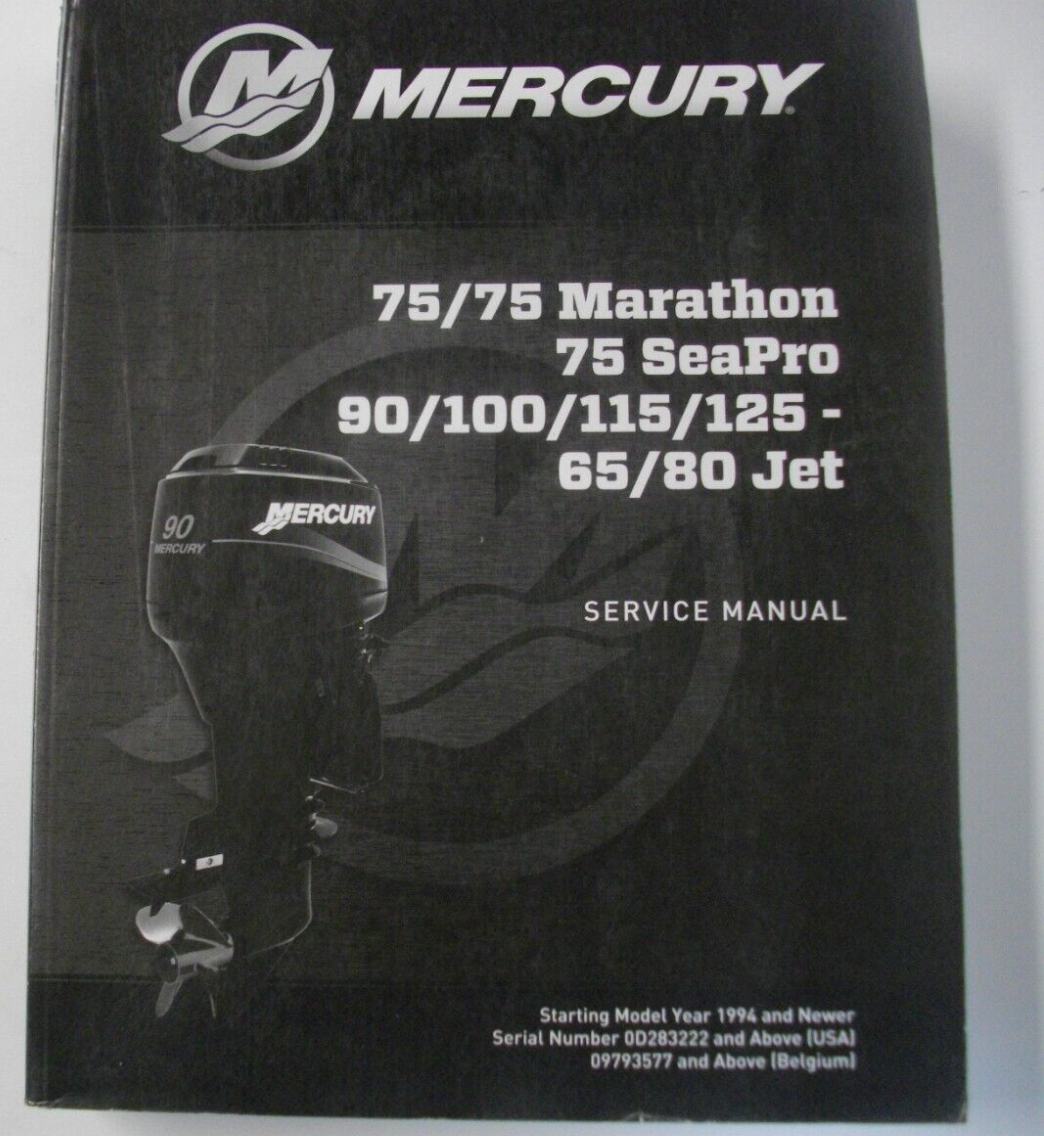 MERCURY
75/75 Marathon
75 SeaPro
90/100/115/125 -
65/80 Jet
90
MERCURY
MERCURY
SERVICE MANUAL
Starting Model Year 1994 and Newer
Serial Number 0D283222 and Above (USA)
09793577 and Above (Belgium)